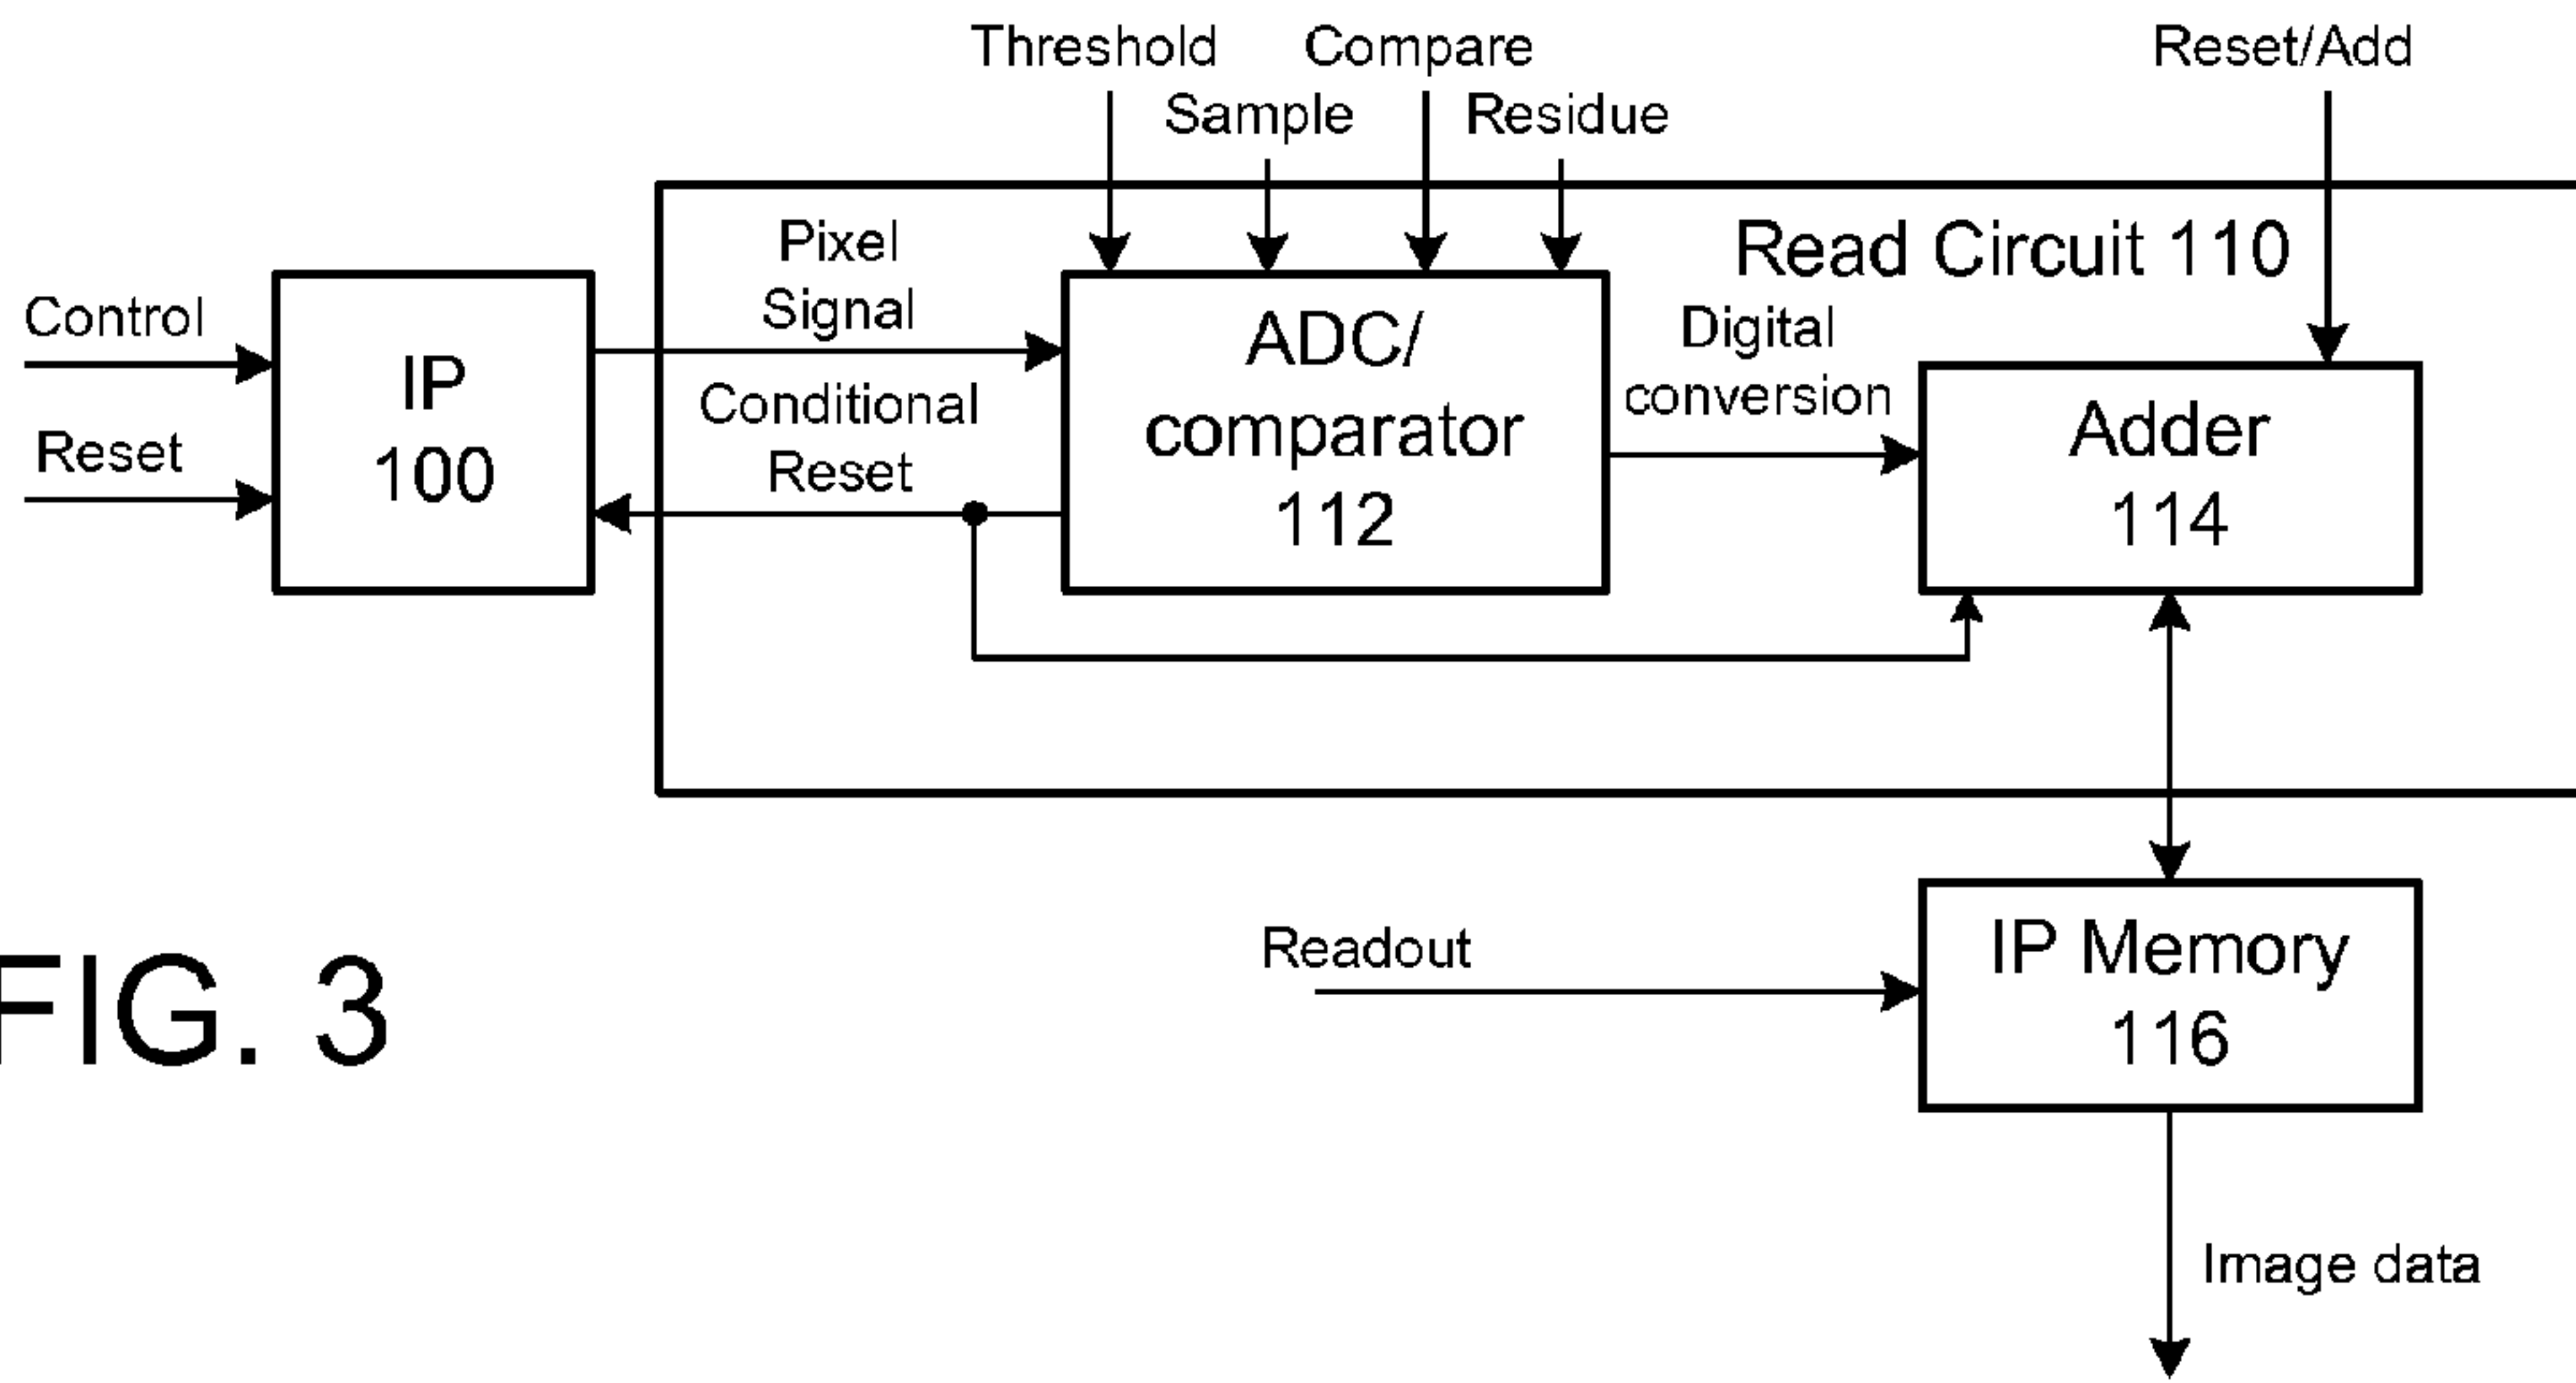 Threshold
Compare
Reset/Add
Sample
Residue
Read Circuit 110
Pixel
Signal
Control
Reset
IP
100
Conditional
Reset
ADC/
comparator
112
Digital
conversion
Adder
114
Readout
IP Memory
116
FIG. 3
Image data